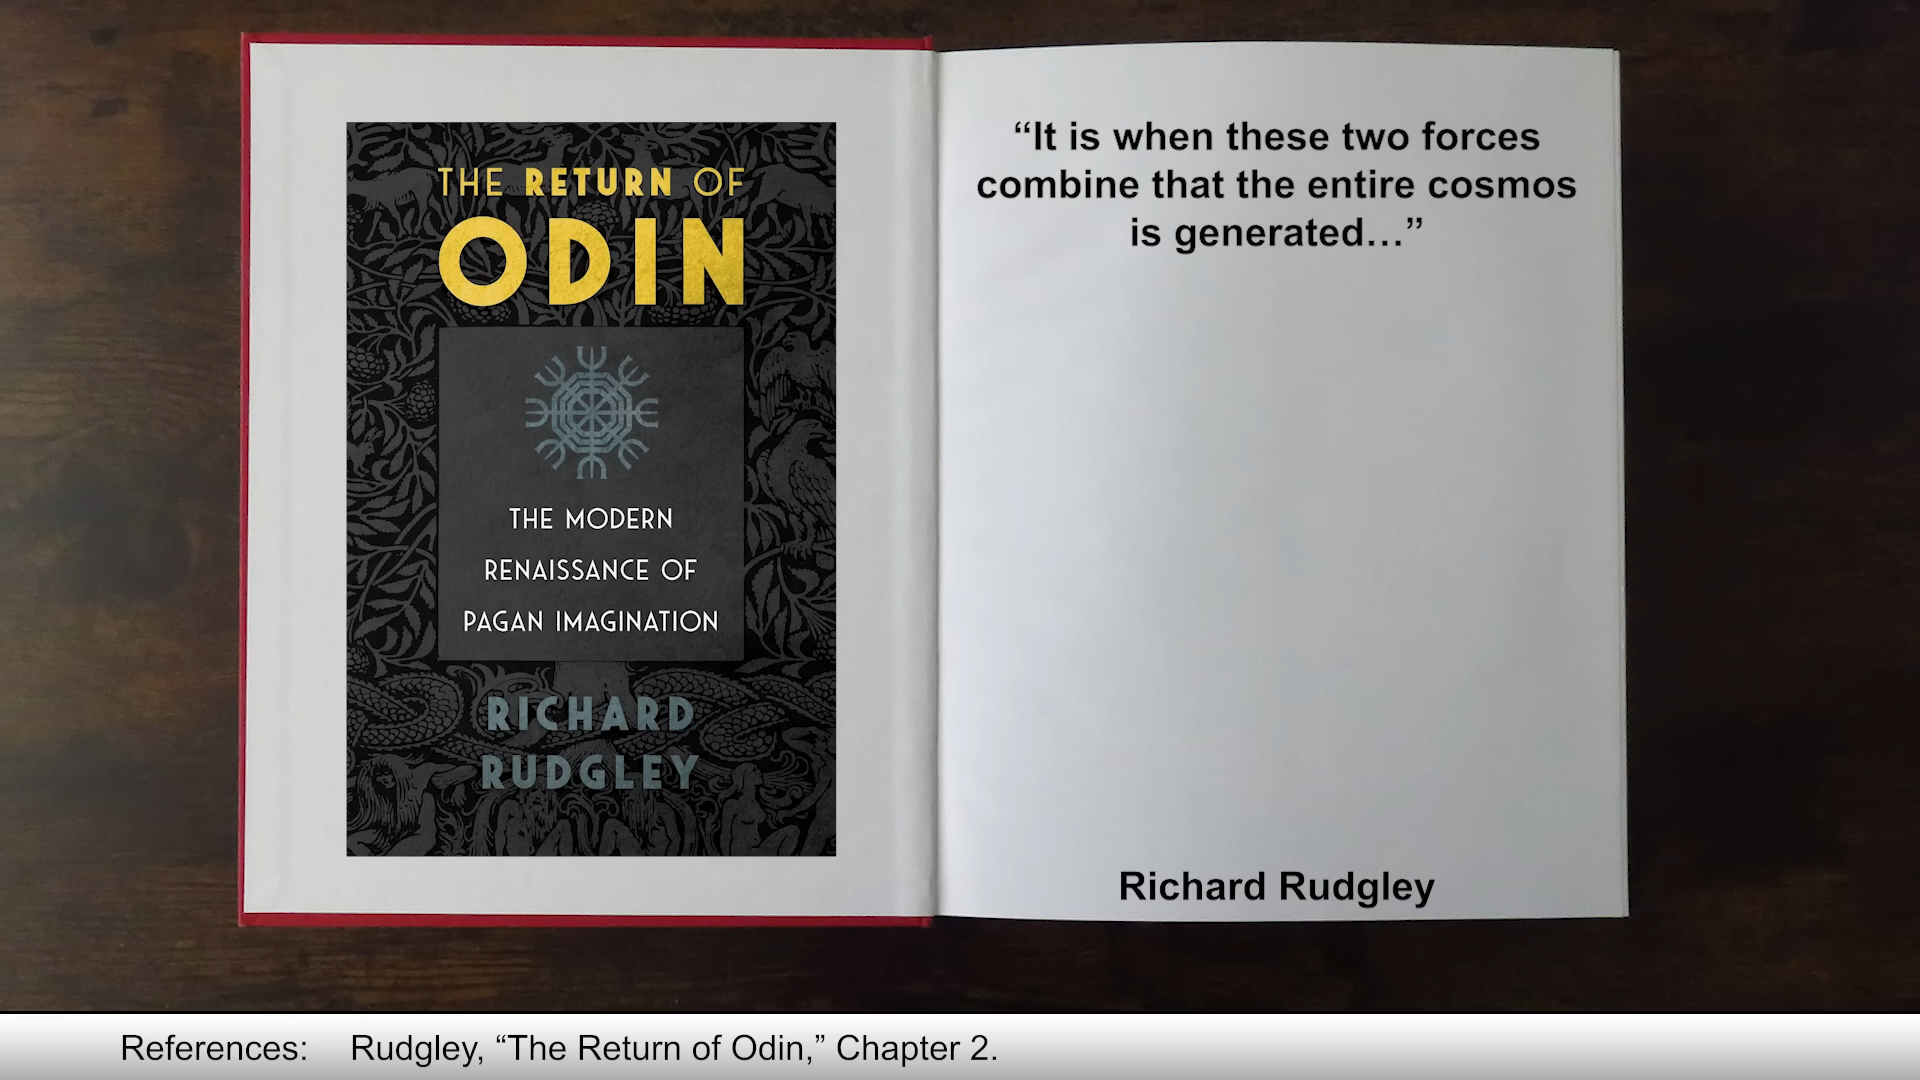 THE RETURN OF
ODIN
THE MODERN
RENAISSANCE OF
PAGAN IMAGINATION
RICHARD
RUDGLEY
“It is when these two forces
combine that the entire cosmos
is generated…”
Richard Rudgley
References: Rudgley, “The Return of Odin,” Chapter 2.